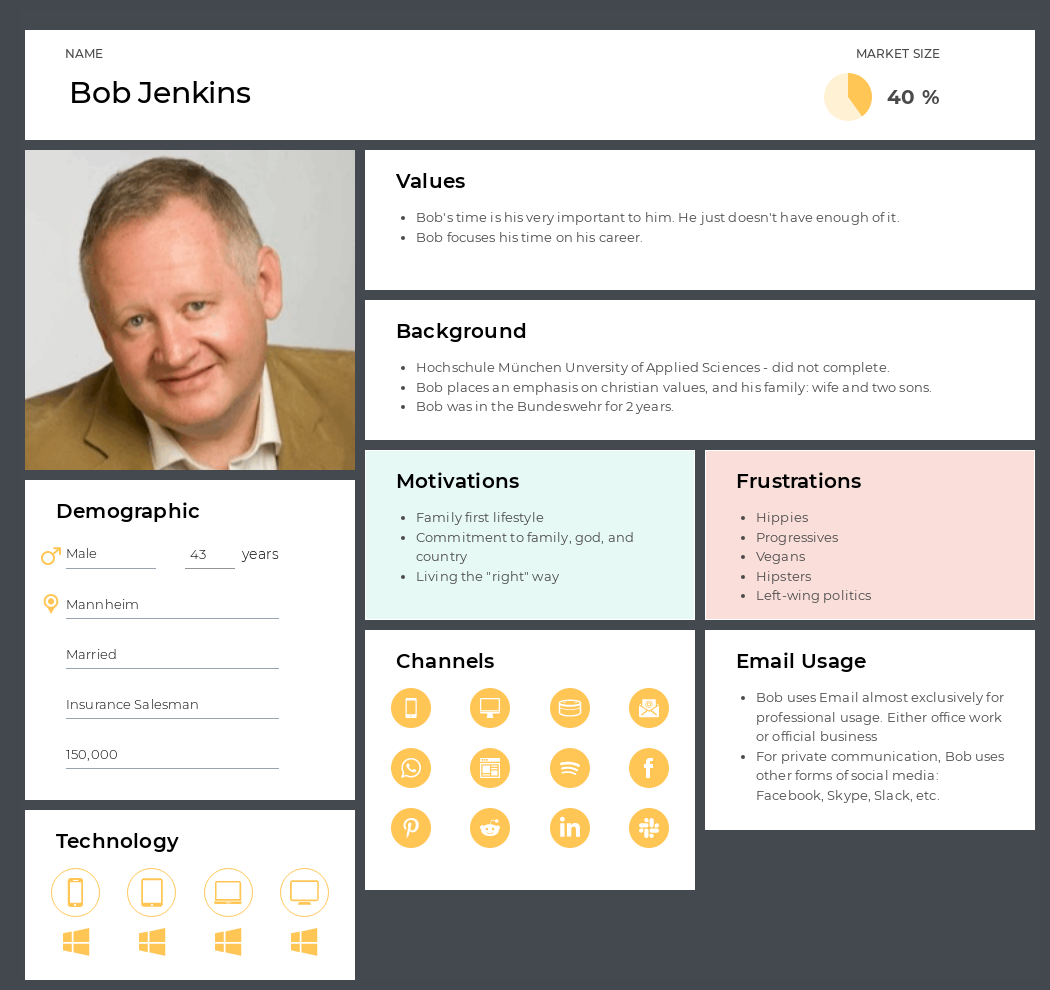 NAME
Bob Jenkins
MARKET SIZE
40 %
Values
Bob's time is his very important to him. He just doesn't have enough of it.
Bob focuses his time on his career.
Background
Hochschule München Unversity of Applied Sciences - did not complete.
Bob places an emphasis on christian values, and his family: wife and two sons.
Bob was in the Bundeswehr for 2 years.
Demographic
Male
43 years
Mannheim
Married
Insurance Salesman
150,000
Motivations
Family first lifestyle
Commitment to family, god, and
country
Living the "right" way
Frustrations
Hippies
Progressives
Vegans
Hipsters
Left-wing politics
Technology
Channels
Email Usage
Bob uses Email almost exclusively for
professional usage. Either office work
or official business
For private communication, Bob uses
other forms of social media:
Facebook, Skype, Slack, etc.